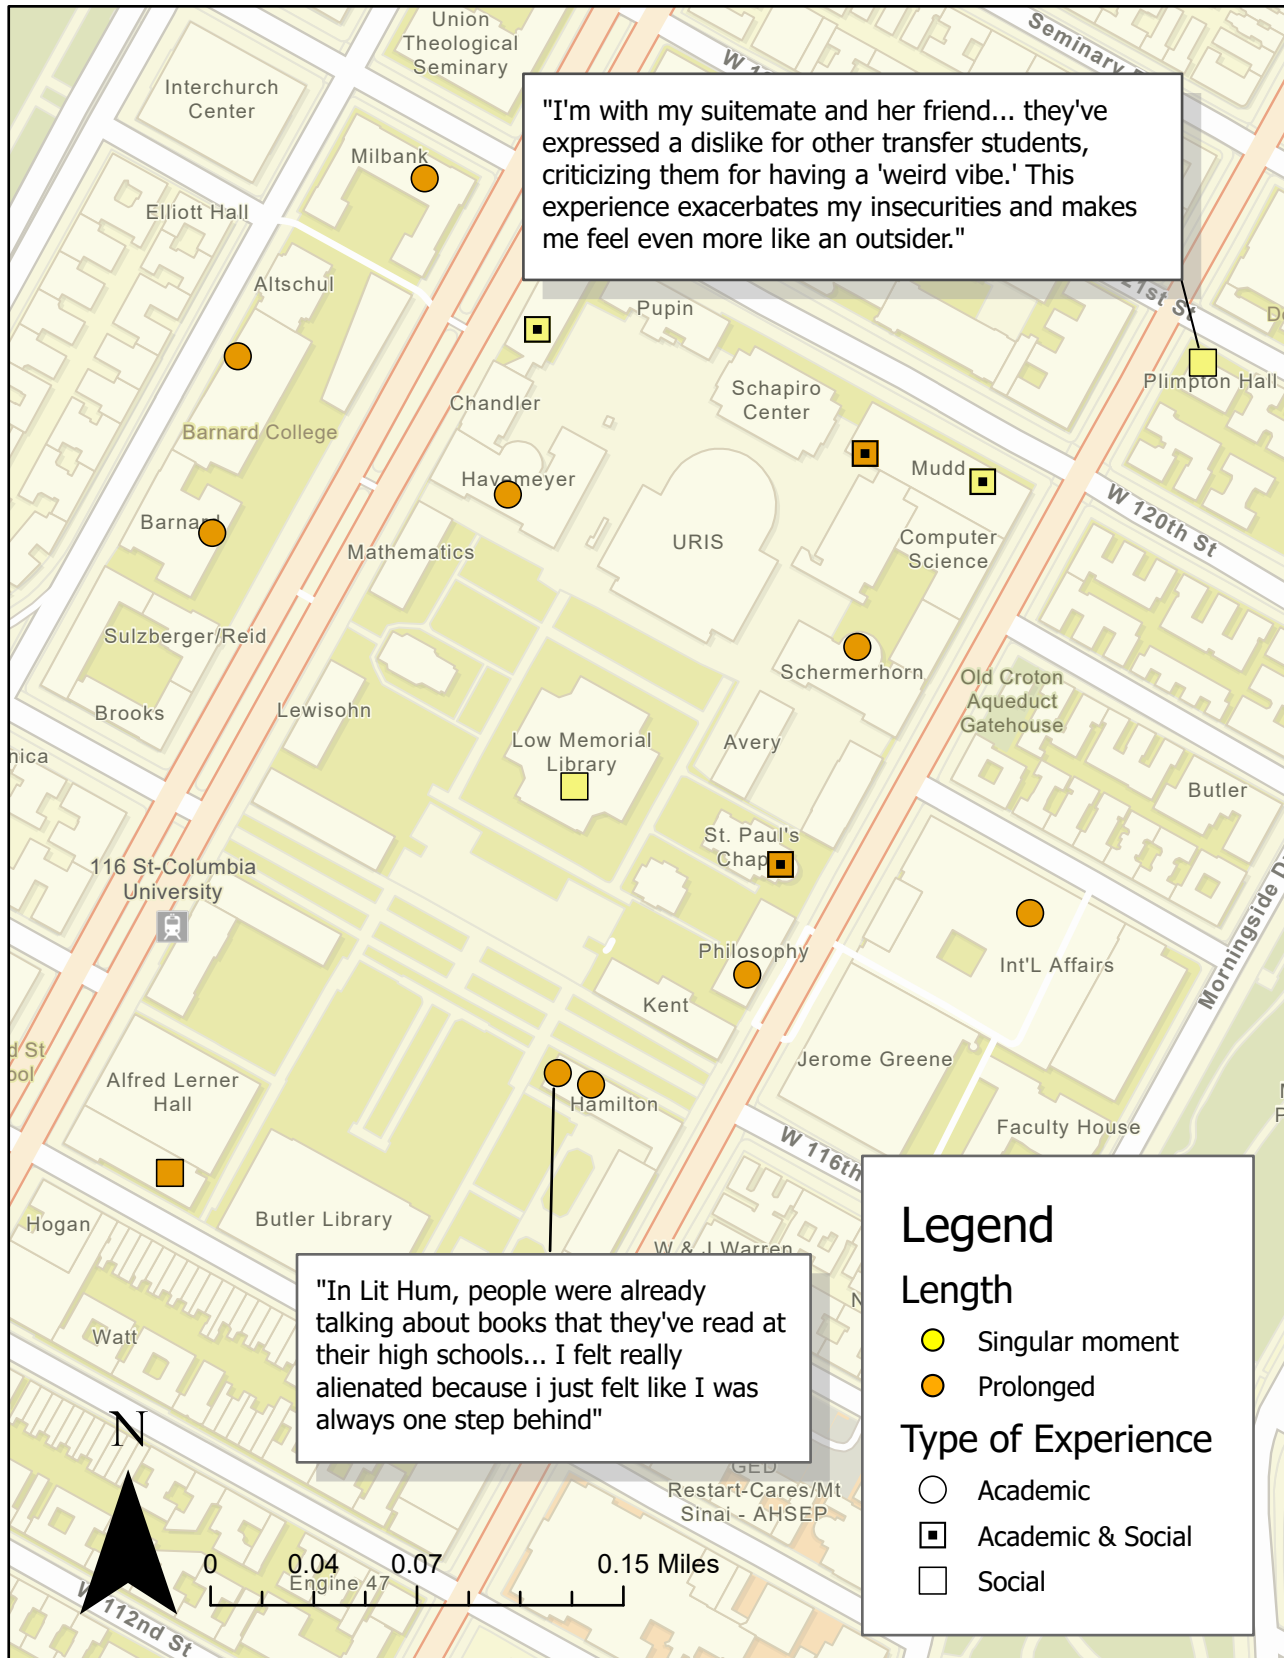 Union
Theological
Seminary
Seminary
W
Interchurch
Center
"I'm with my suitemate and her friend... they've
expressed a dislike for other transfer students,
criticizing them for having a 'weird vibe.' This
experience exacerbates my insecurities and makes
me feel even more like an outsider."
Milbank
Elliott Hall
Altschul
21st St
Pupin
Plimpton Hall
Schapiro
Center
Chandler
Barnard College
Havemeyer
Mudd
W 120th St
Barnard
Mathematics
URIS
Computer
Science
Sulzberger/Reid
Schermerhorn
Old Croton
Aqueduct
Gatehouse
Brooks
Lewisohn
Low Memorial
Library
Avery
nica
Butler
St. Paul's
Chap
116 St-Columbia
University
Philosophy
Int'L Affairs
Morningside D
Kent
Jerome Greene
d St
ool
Alfred Lerner
Hall
Hamilton
Faculty House
W 116th
Hogan
Butler Library
W & J Warren
N
"In Lit Hum, people were already
talking about books that they've read at
their high schools... I felt really
alienated because i just felt like I was
always one step behind"
Watt
GED
Restart-Cares/Mt
Sinai - AHSEP
Legend
Length
Singular moment
Prolonged
Type of Experience
Academic
Academic & Social
Social
N
0 0.04 0.07 0.15 Miles
Engine 47
W 112nd St